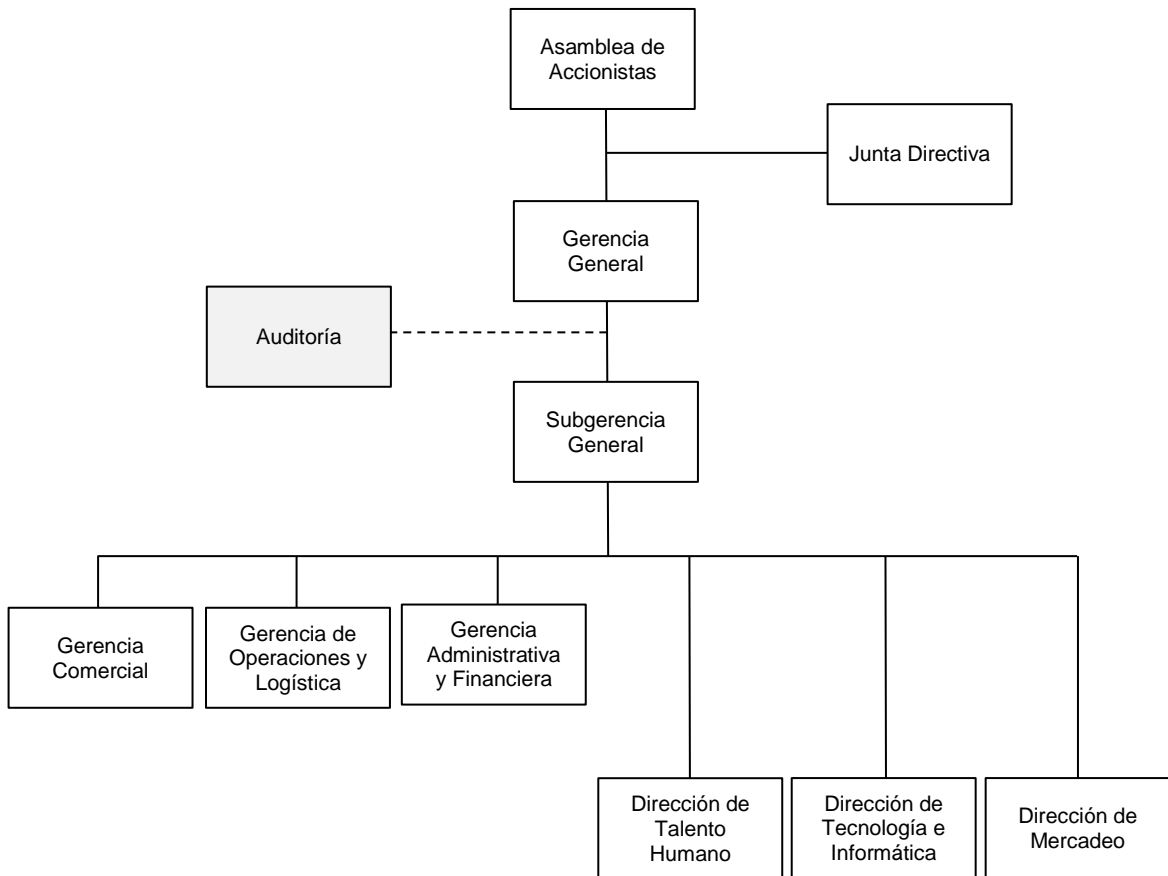 Asamblea de
Accionistas
Junta Directiva
Gerencia
General
Auditoría
Subgerencia
General
Gerencia
Comercial
Gerencia de
Operaciones y
Logística
Gerencia
Administrativa
y Financiera
Dirección de
Talento
Humano
Dirección de
Tecnología e
Informática
Dirección de
Mercadeo